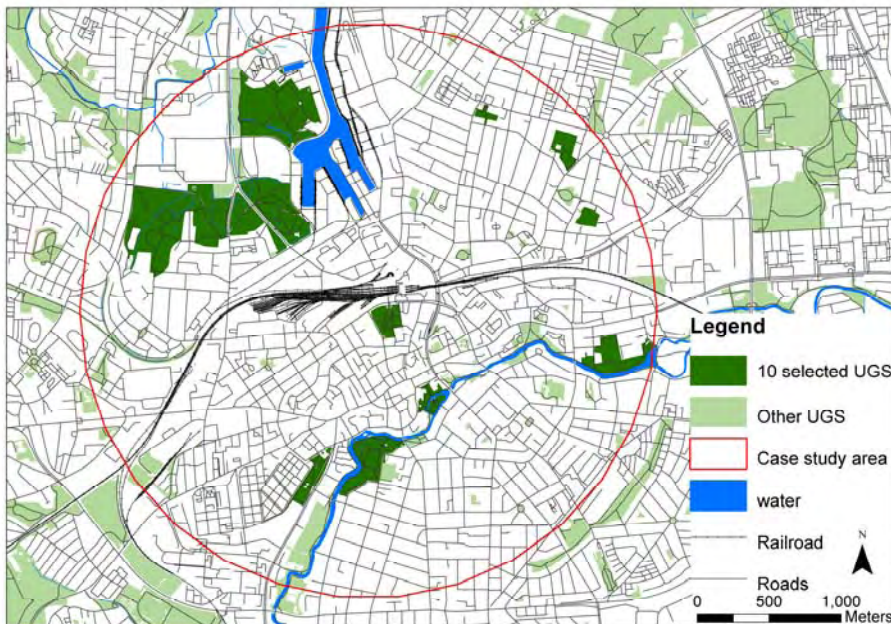 Legend
10 selected UGS
Other UGS
Case study area
water
Railroad
Roads
N
0 500 1,000
Meters